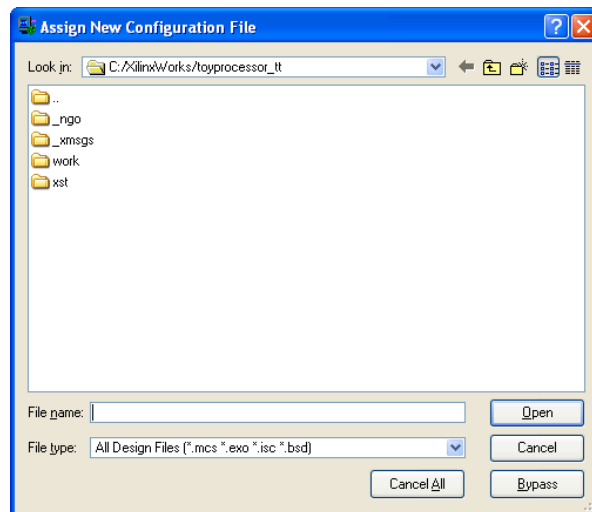 Assign New Configuration File
Look in: C:/XilinxWorks/toyprocessor_tt
..
_ngo
_xmsgs
work
xst
File name: Open
File type: All Design Files (*.mcs *.exo *.isc *.bsd) Cancel
Cancel All Bypass